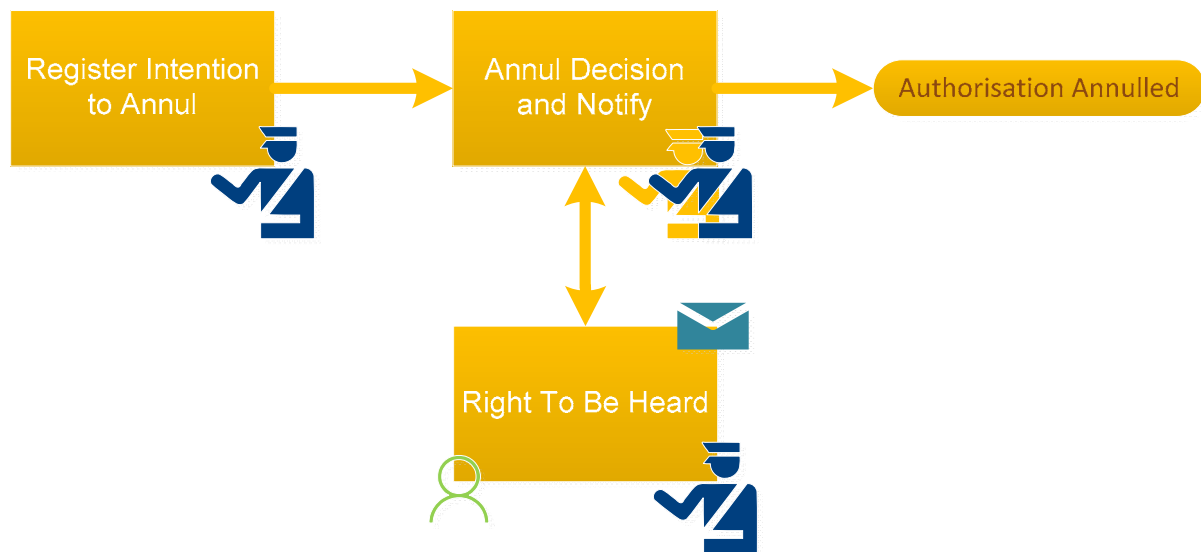 Register Intention
to Annul
Annul Decision
and Notify
Authorisation Annulled
Right To Be Heard